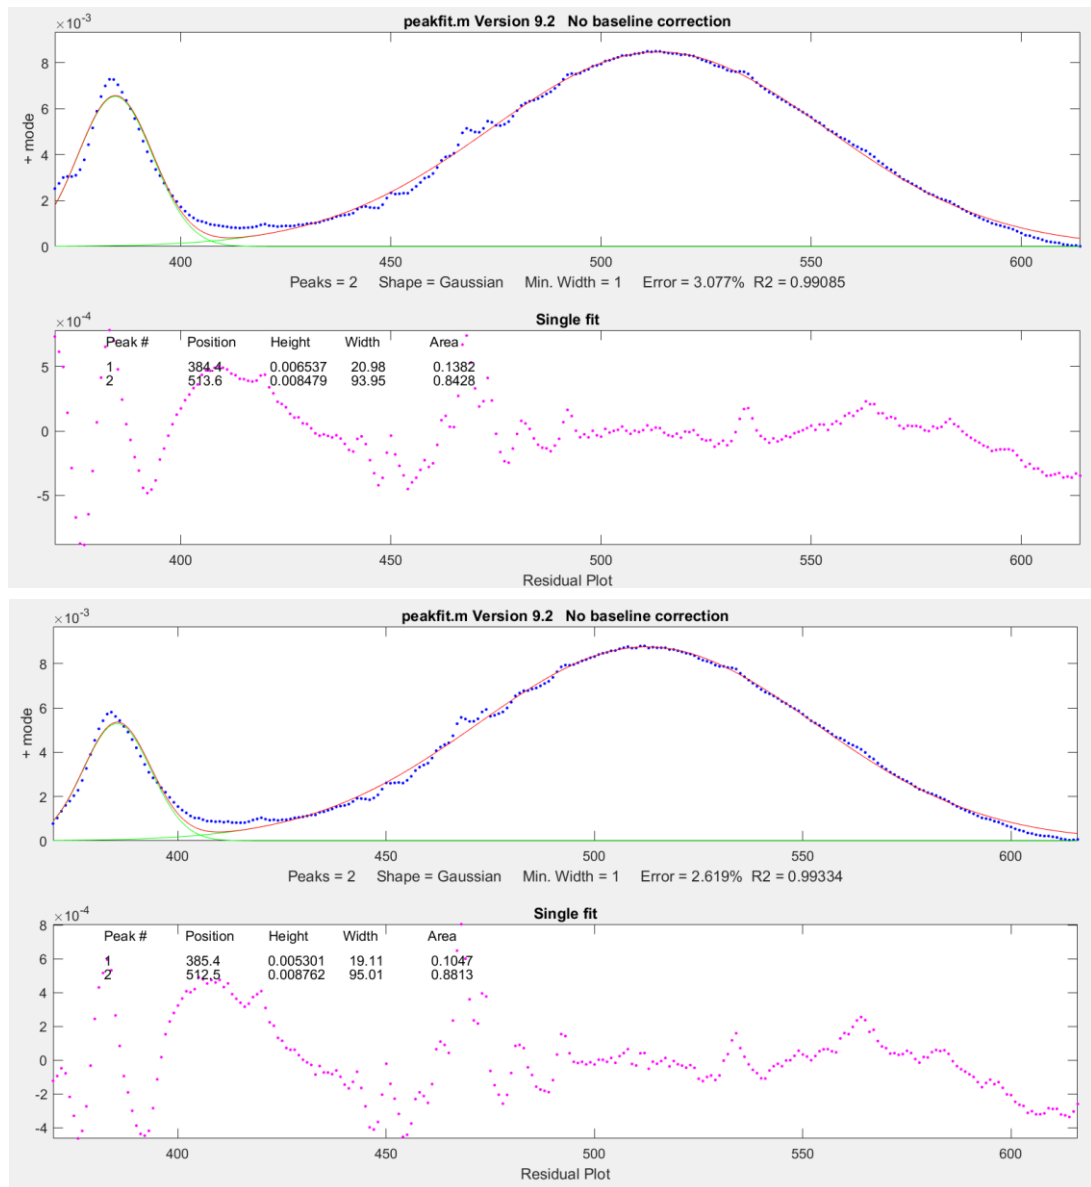 peakfit.m Version 9.2 No baseline correction
×10-3
8
6
4
2
0
+ mode
400 450 500 550 600
Peaks = 2 Shape = Gaussian Min. Width = 1 Error = 3.077% R2 = 0.99085
Single fit
×10-4
Peak # Position Height Width Area
1 384.4 0.006537 20.98 0.1382
2 513.6 0.008479 93.95 0.8428
5
0
-5
400 450 500 550 600
Residual Plot
peakfit.m Version 9.2 No baseline correction
×10-3
8
6
4
2
0
+ mode
400 450 500 550 600
Peaks = 2 Shape = Gaussian Min. Width = 1 Error = 2.619% R2 = 0.99334
Single fit
×10-4
Peak # Position Height Width Area
1 385.4 0.005301 19.11 0.1047
2 512.5 0.008762 95.01 0.8813
8
6
4
2
0
-2
-4
400 450 500 550 600
Residual Plot